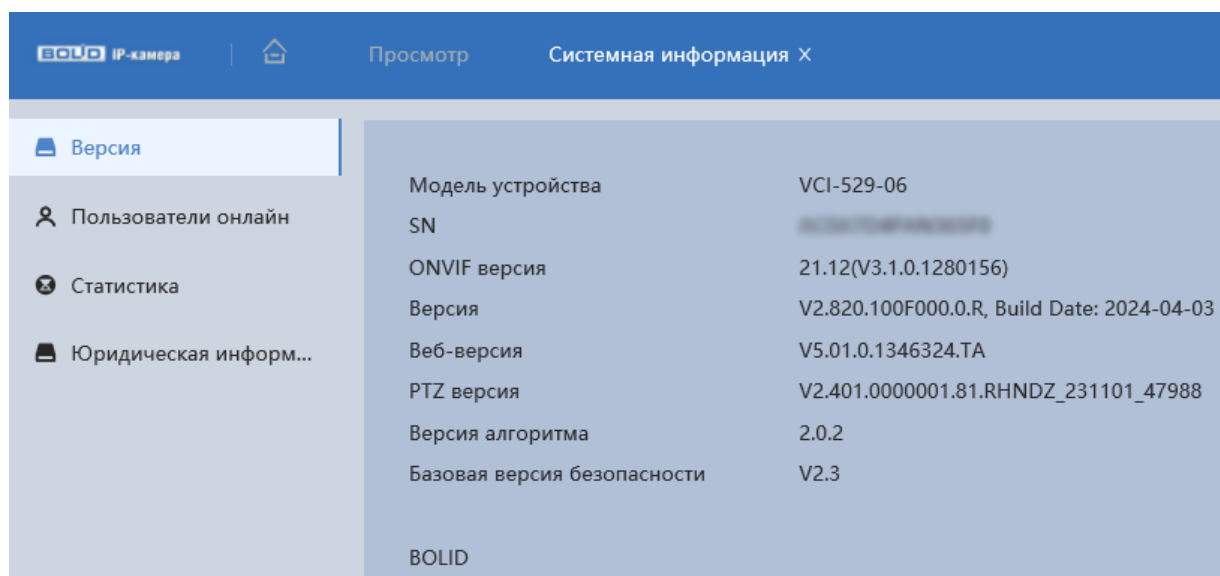 BOLID IP-камера Просмотр Системная информация X
Версия
Пользователи онлайн
Статистика
Юридическая информ...
Модель устройства VCI-529-06
SN
ONVIF версия 21.12(V3.1.0.1280156)
Версия V2.820.100F000.0.R, Build Date: 2024-04-03
Веб-версия V5.01.0.1346324.TA
PTZ версия V2.401.0000001.81.RHNDZ_231101_47988
Версия алгоритма 2.0.2
Базовая версия безопасности V2.3
BOLID